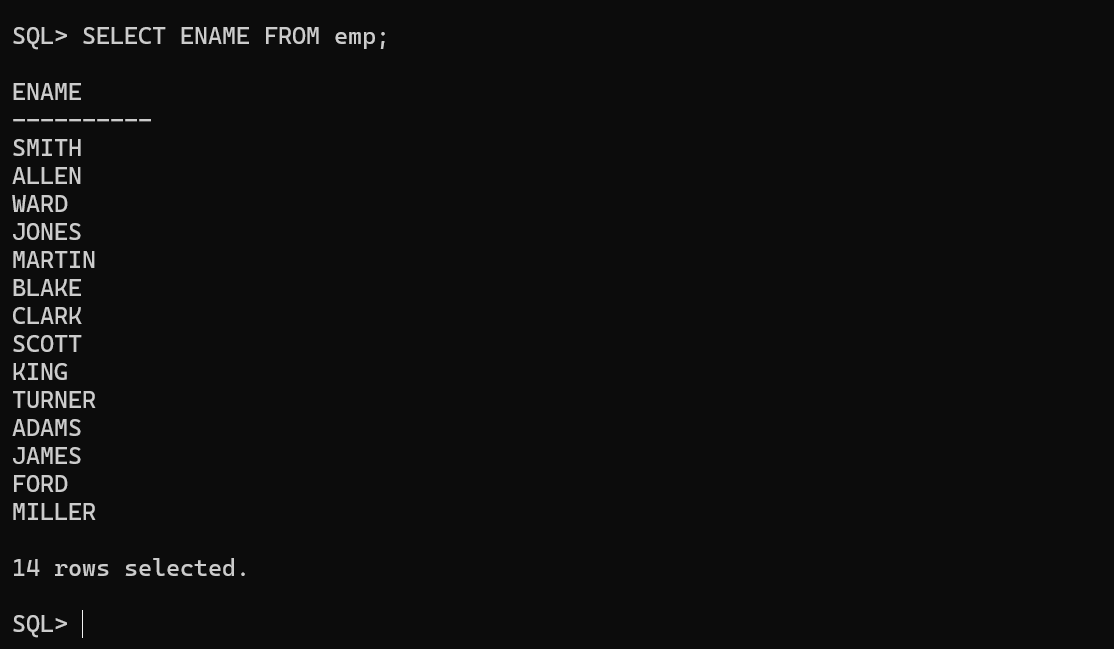 SQL> SELECT ENAME FROM emp;
ENAME
----------
SMITH
ALLEN
WARD
JONES
MARTIN
BLAKE
CLARK
SCOTT
KING
TURNER
ADAMS
JAMES
FORD
MILLER
14 rows selected.
SQL>